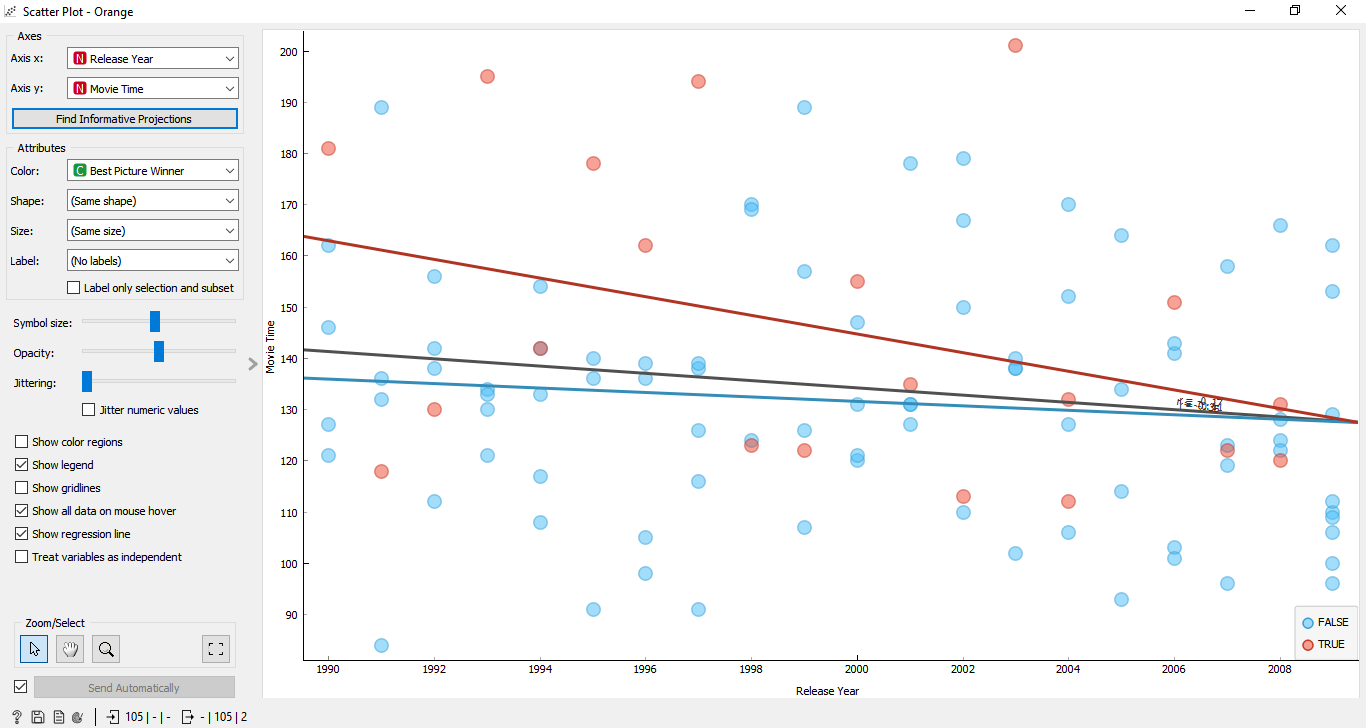 Scatter Plot - Orange
Axes
Axis x: N Release Year
Axis y: N Movie Time
Find Informative Projections
Attributes
Color: C Best Picture Winner
Shape: (Same shape)
Size: (Same size)
Label: (No labels)
Label only selection and subset
Symbol size:
Opacity:
Jittering:
Jitter numeric values
Show color regions
Show legend
Show gridlines
Show all data on mouse hover
Show regression line
Treat variables as independent
Zoom/Select
Send Automatically
? 105 | - | - - | 105 | 2
Movie Time
200
190
180
170
160
150
140
130
120
110
100
90
1990 1992 1994 1996 1998 2000 2002 2004 2006 2008
Release Year
FALSE
TRUE